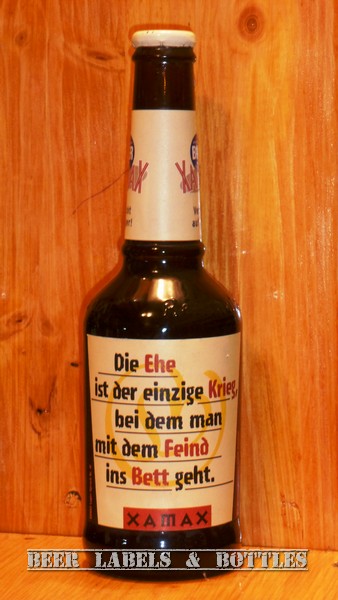 Die Ehe
ist der einzige Krieg,
bei dem man
mit dem Feind
ins Bett geht.
XAMAX
BEER LABELS & BOTTLES